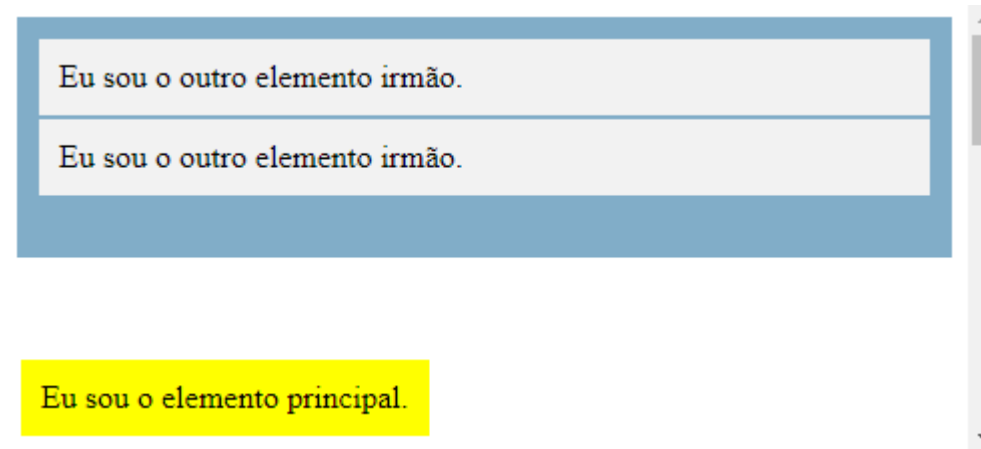 Eu sou o outro elemento irmão.
Eu sou o outro elemento irmão.
Eu sou o elemento principal.